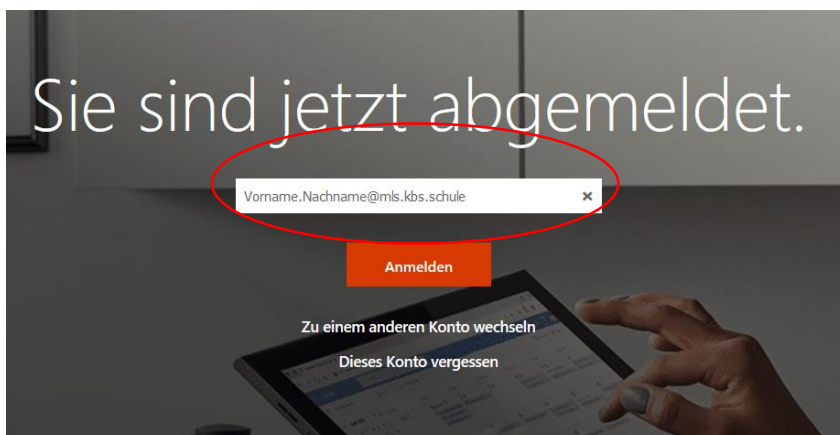 Sie sind jetzt abgemeldet.
Vorname.Nachname@mls.kbs.schule
Anmelden
Zu einem anderen Konto wechseln
Dieses Konto vergessen